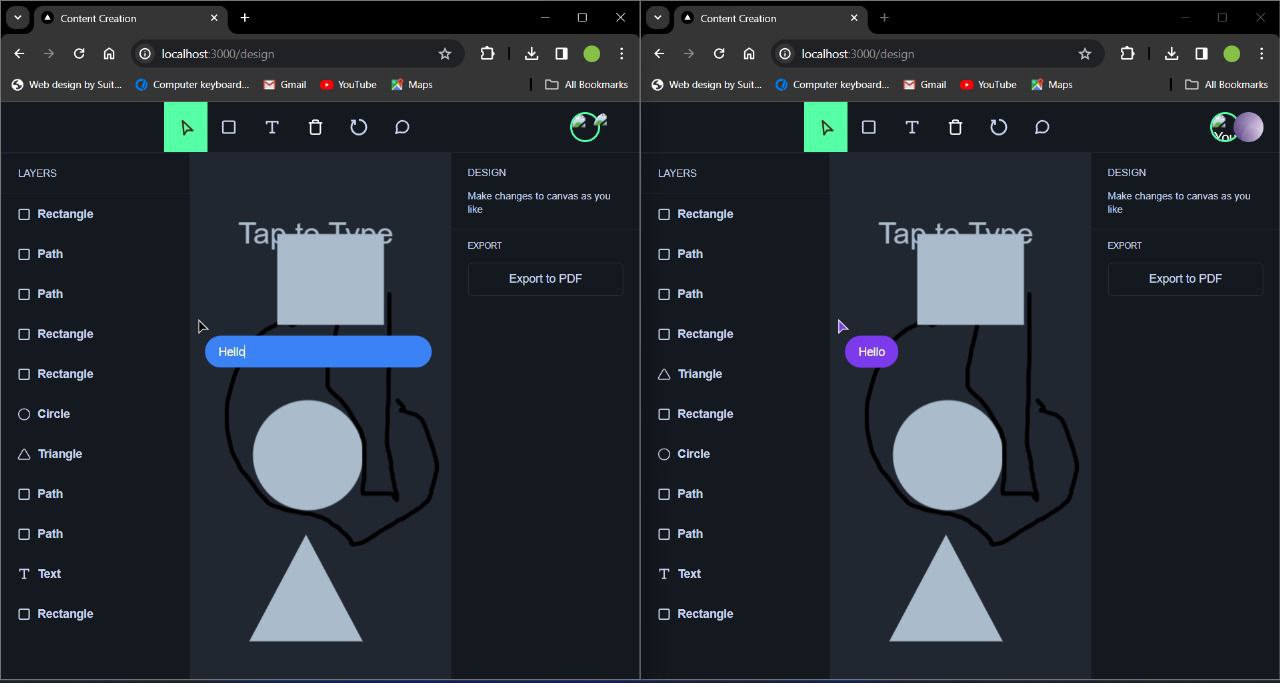 Content Creation
localhost:3000/design
Web design by Suit...
Computer keyboard...
Gmail
YouTube
Maps
All Bookmarks
LAYERS
Rectangle
Path
Path
Rectangle
Rectangle
Circle
Triangle
Path
Path
Text
Rectangle
Tap to Type
Hello
DESIGN
Make changes to canvas as you
like
EXPORT
Export to PDF
Content Creation
localhost:3000/design
Web design by Suit...
Computer keyboard...
Gmail
YouTube
Maps
All Bookmarks
You
LAYERS
Rectangle
Path
Path
Rectangle
Triangle
Rectangle
Circle
Path
Path
Text
Rectangle
Tap to Type
Hello
DESIGN
Make changes to canvas as you
like
EXPORT
Export to PDF